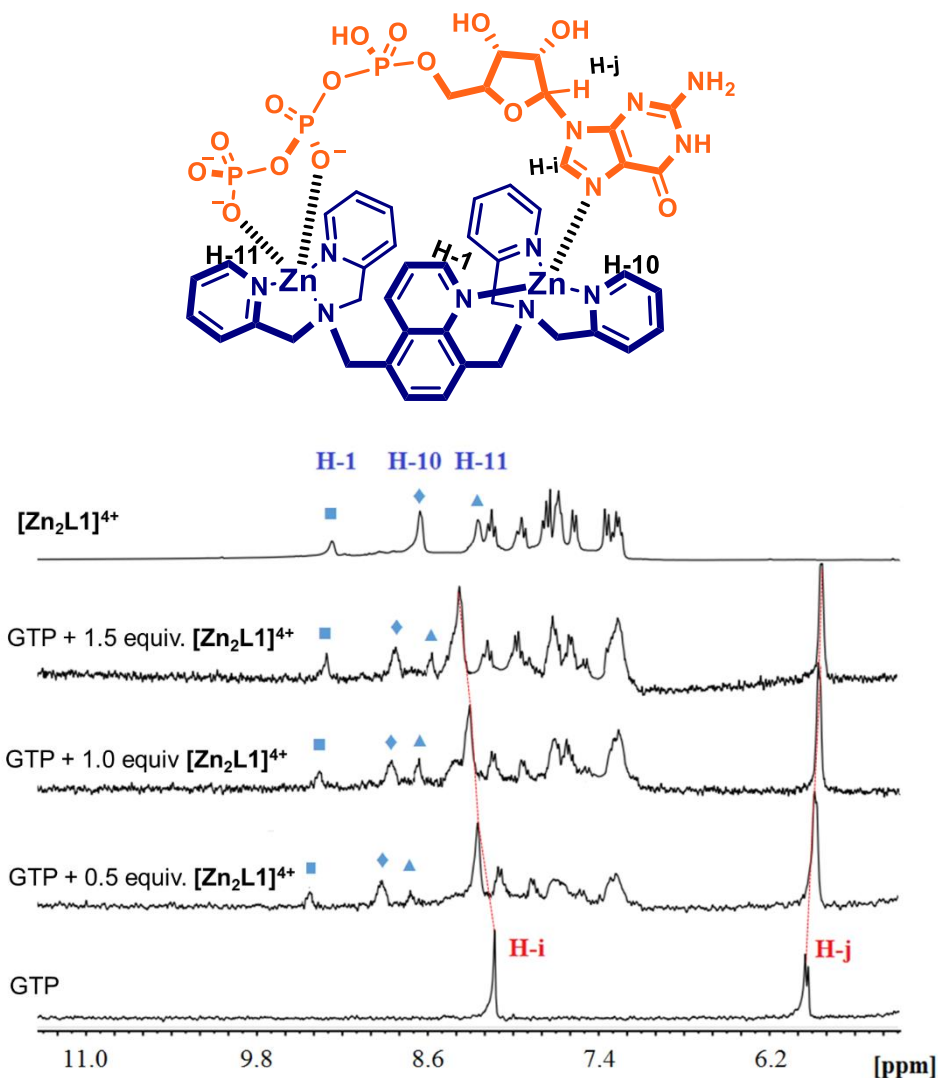 HO O HO OH
P O H-j
O H NH₂
O O N N
P O⁻ N NH
O O H-i
O⁻ P O N O
⁻O
H-11 N H-1 N H-10
Zn Zn
N N N N
N
H-1 H-10 H-11
[Zn₂L1]⁴⁺
GTP + 1.5 equiv. [Zn₂L1]⁴⁺
GTP + 1.0 equiv [Zn₂L1]⁴⁺
GTP + 0.5 equiv. [Zn₂L1]⁴⁺
H-i H-j
GTP
11.0 9.8 8.6 7.4 6.2 [ppm]